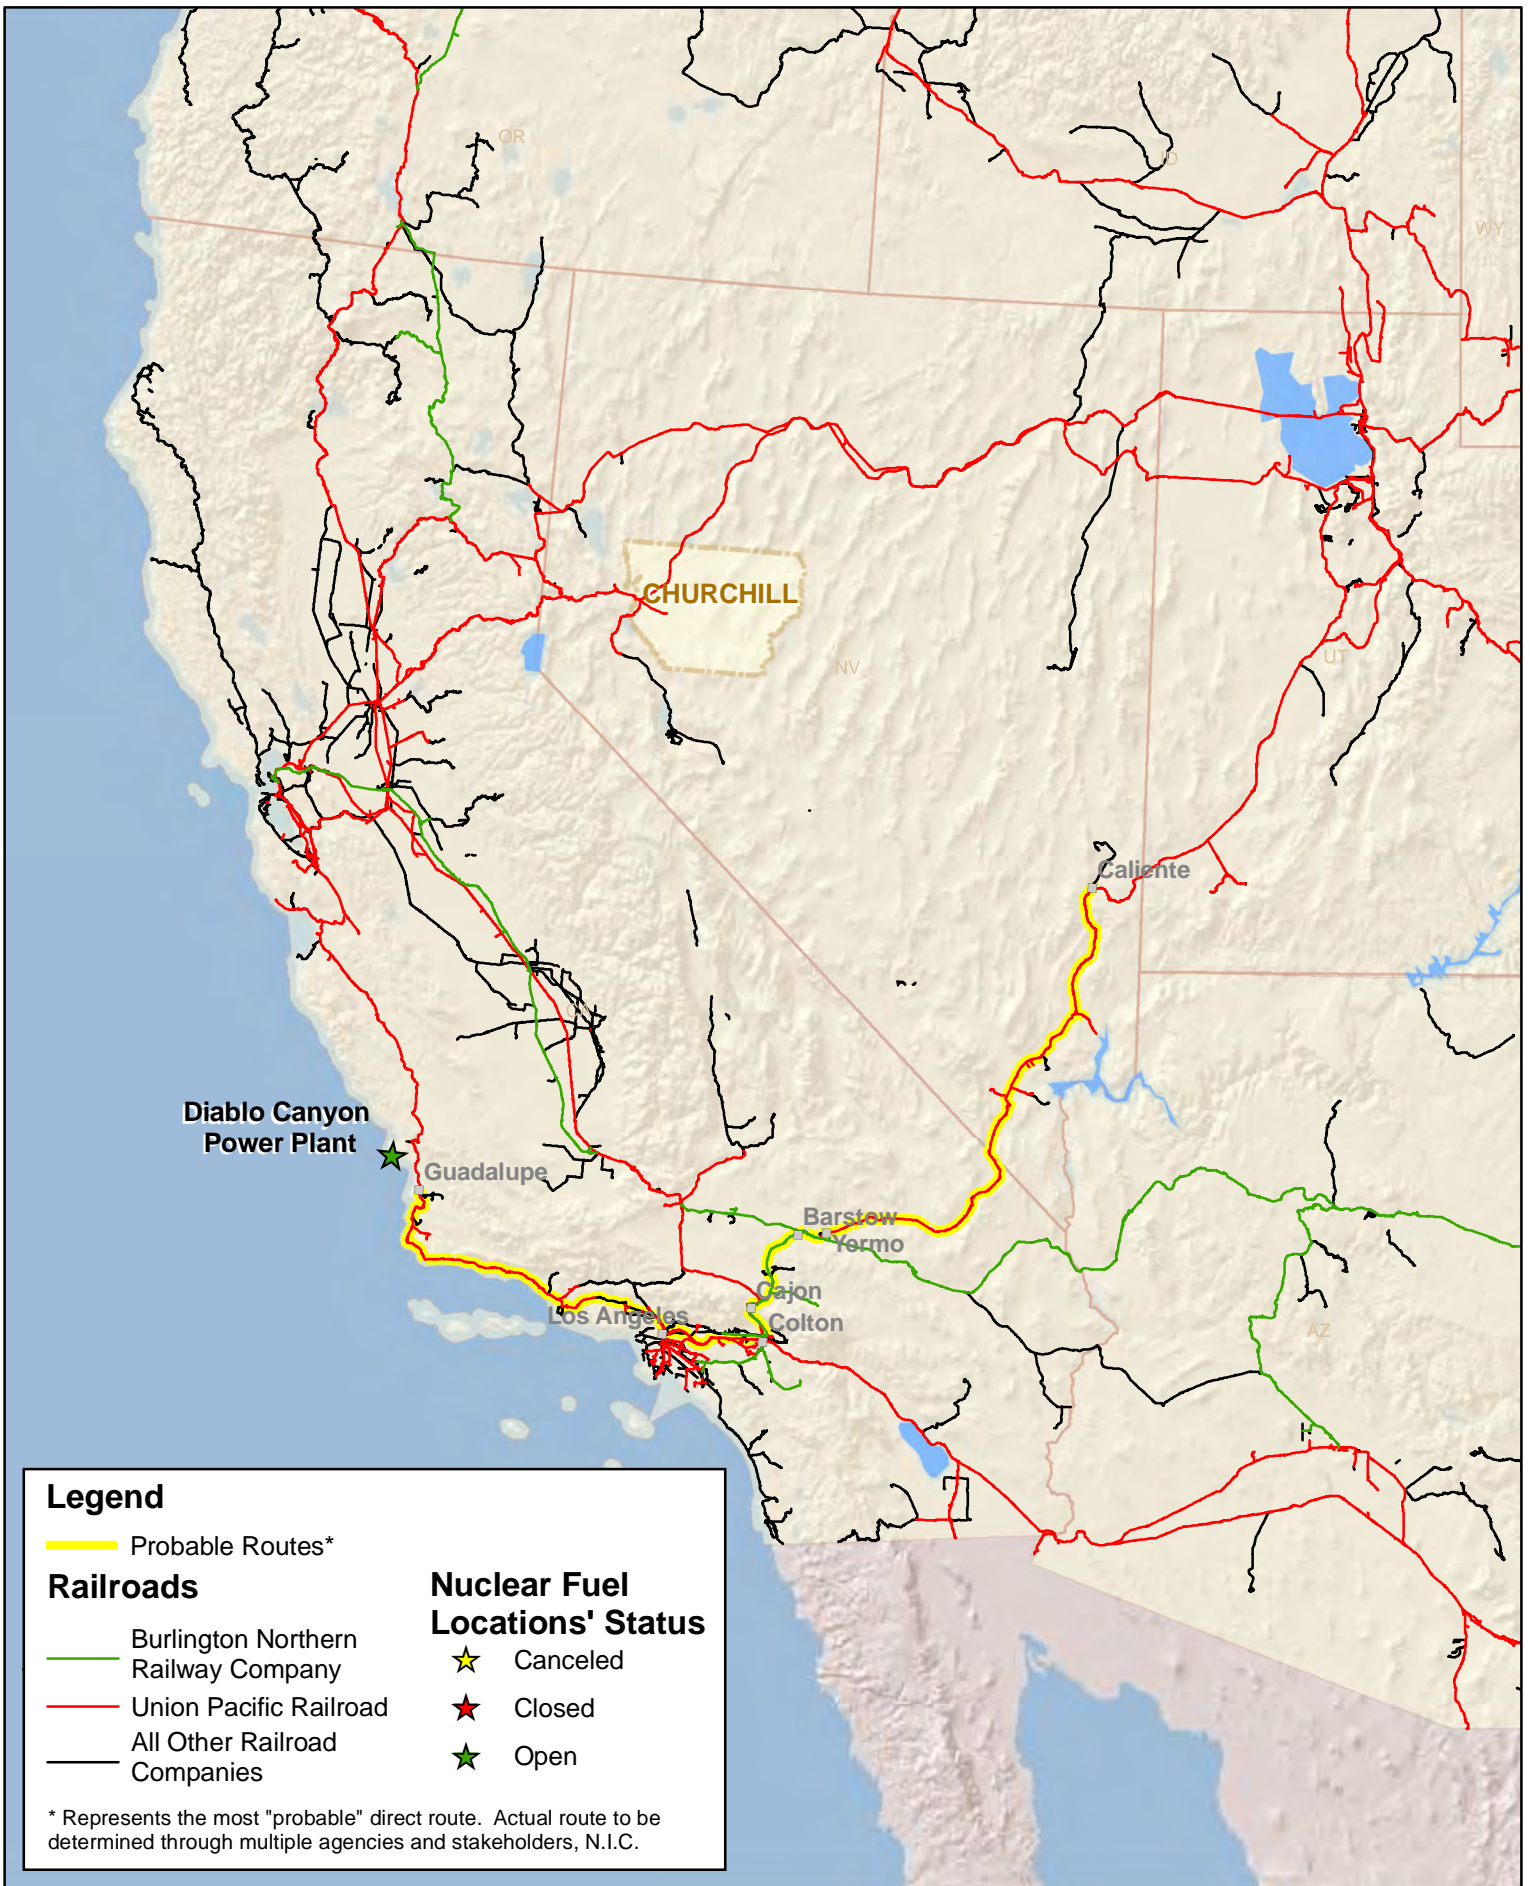 OR
ID
WY
CHURCHILL
NV
UT
Caliente
CA
Diablo Canyon
Power Plant
Guadalupe
Barstow
Yermo
Cajon
Los Angeles
Colton
AZ
Legend
Probable Routes*
Railroads
Burlington Northern
Railway Company
Union Pacific Railroad
All Other Railroad
Companies
Nuclear Fuel
Locations' Status
Canceled
Closed
Open
* Represents the most "probable" direct route. Actual route to be
determined through multiple agencies and stakeholders, N.I.C.